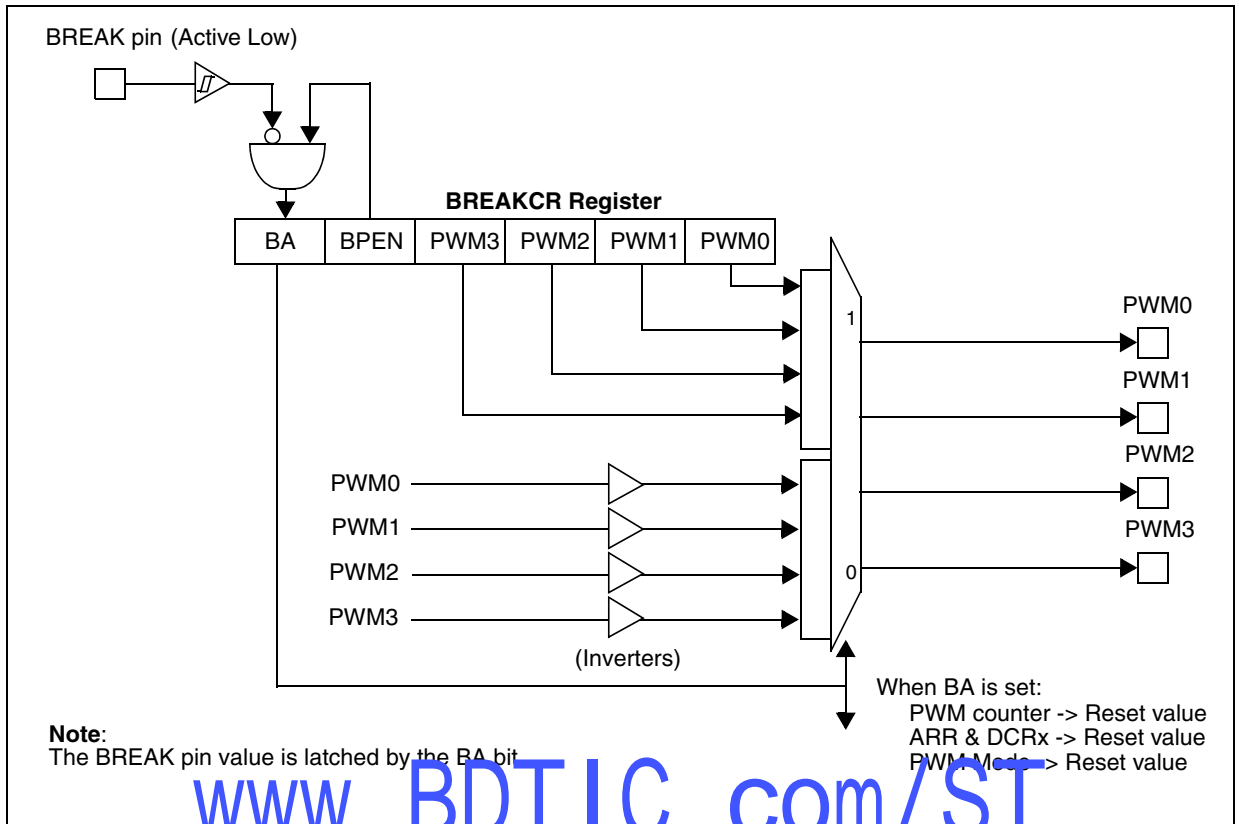 BREAK pin (Active Low)
BREAKCR Register
BA BPEN PWM3 PWM2 PWM1 PWM0
1
PWM0
PWM1
PWM2
PWM3
PWM0
PWM1
PWM2
PWM3
0
(Inverters)
When BA is set:
PWM counter -> Reset value
ARR & DCRx -> Reset value
PWM Mode -> Reset value
Note:
The BREAK pin value is latched by the BA bit
www BDTIC com/ST